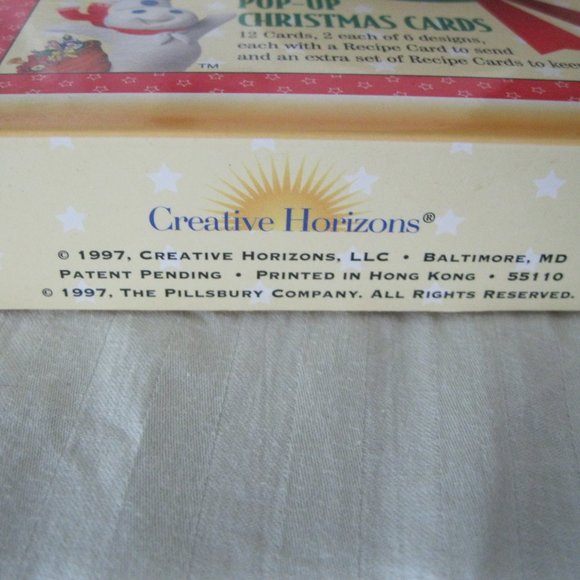 POP-UP
CHRISTMAS CARDS
12 Cards, 2 each of 6 designs,
each with a Recipe Card to send
and an extra set of Recipe Cards to keep
TM
Creative Horizons®
© 1997, CREATIVE HORIZONS, LLC • BALTIMORE, MD
PATENT PENDING • PRINTED IN HONG KONG • 55110
© 1997, THE PILLSBURY COMPANY. ALL RIGHTS RESERVED.